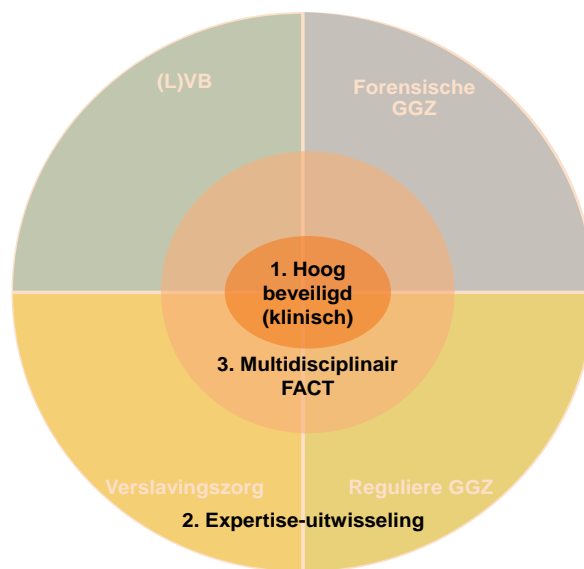 (L)VB
Forensische
GGZ
1. Hoog
beveiligd
(klinisch)
3. Multidisciplinair
FACT
Verslavingszorg
Reguliere GGZ
2. Expertise-uitwisseling